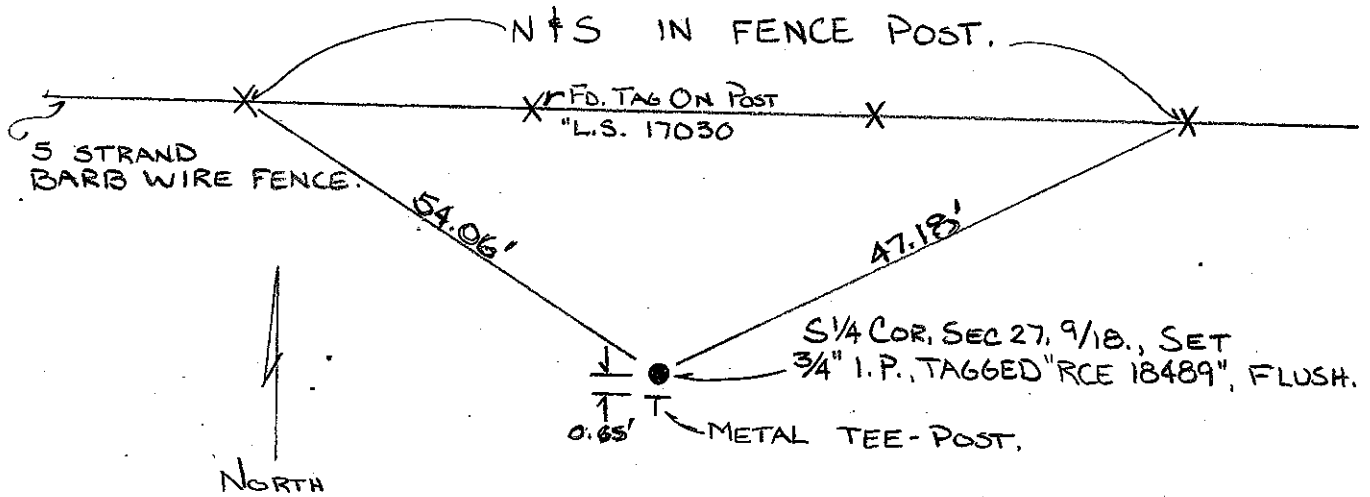 N & S IN FENCE POST.
FD. TAG ON POST
"L.S. 17030
5 STRAND
BARB WIRE FENCE.
54.06'
47.18'
S 1/4 COR, SEC 27, 9/18., SET
3/4" I.P., TAGGED "RCE 18489", FLUSH.
0.65'
METAL TEE-POST.
NORTH